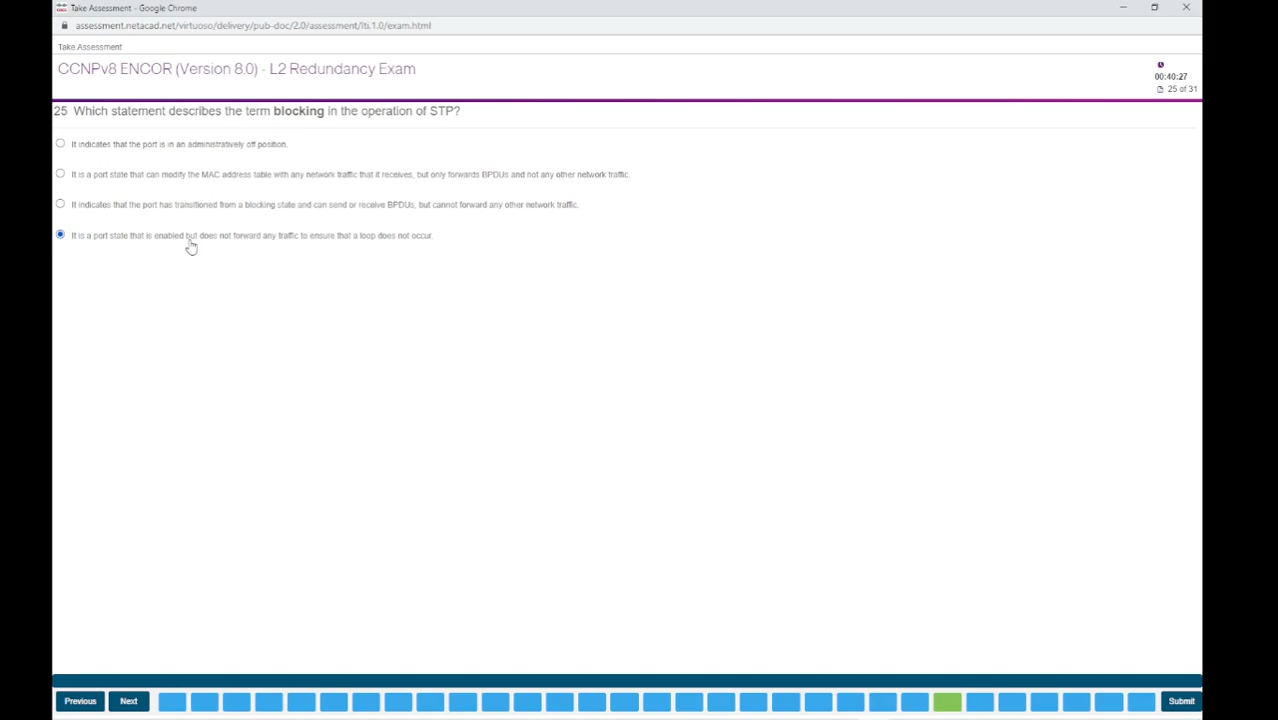 Take Assessment - Google Chrome
assessment.netacad.net/virtuoso/delivery/pub-doc/2.0/assessment/lti.1.0/exam.html
Take Assessment
CCNPv8 ENCOR (Version 8.0) - L2 Redundancy Exam
00:40:27
25 of 31
25 Which statement describes the term blocking in the operation of STP?
It indicates that the port is in an administratively off position.
It is a port state that can modify the MAC address table with any network traffic that it receives, but only forwards BPDUs and not any other network traffic.
It indicates that the port has transitioned from a blocking state and can send or receive BPDUs, but cannot forward any other network traffic.
It is a port state that is enabled but does not forward any traffic to ensure that a loop does not occur.
Previous Next Submit